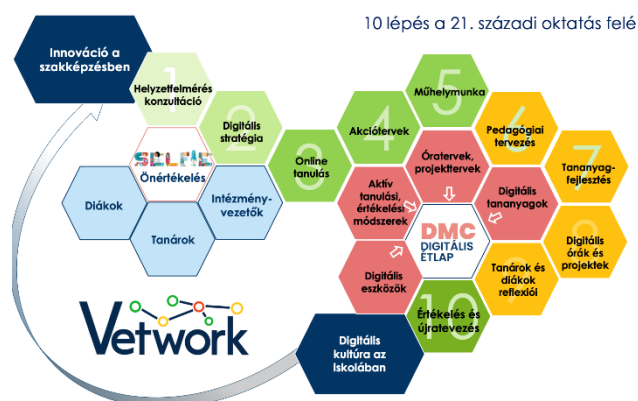 10 lépés a 21. századi oktatás felé
Innováció a
szakképzésben
1
Helyzetfelmérés
konzultáció
2
Digitális
stratégia
SELFIE
Önértékelés
Diákok
Tanárok
Intézmény-
vezetők
3
Online
tanulás
4
Akciótervek
5
Műhelymunka
6
Pedagógiai
tervezés
7
Tananyag-
fejlesztés
8
Digitális
órák és
projektek
9
Tanárok és
diákok
reflexiói
10
Értékelés és
újratevezés
Óratervek,
projekttervek
Aktív
tanulási,
értékelési
módszerek
Digitális
tananyagok
DMC
DIGITÁLIS
ÉTLAP
Digitális
eszközök
Digitális
kultúra az
iskolában
Vetwork